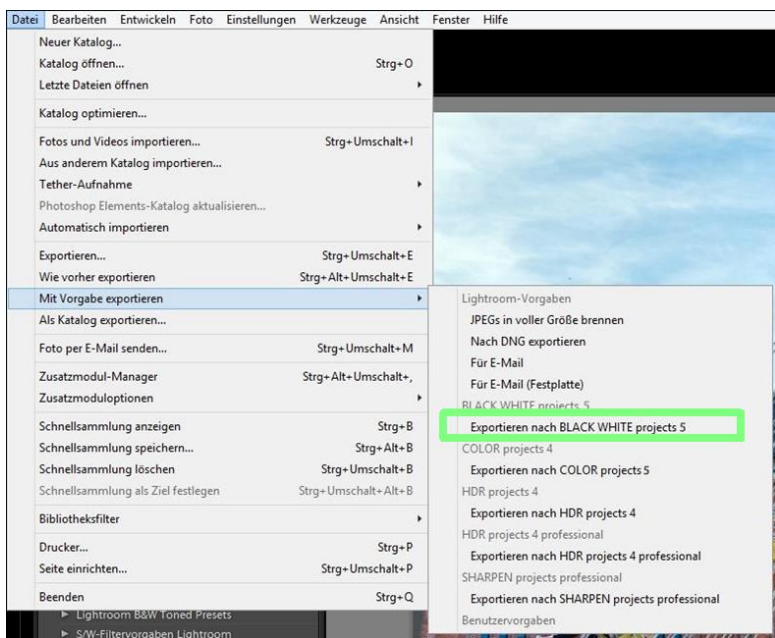 Datei Bearbeiten Entwickeln Foto Einstellungen Werkzeuge Ansicht Fenster Hilfe
Neuer Katalog...
Katalog öffnen... Strg+O
Letzte Dateien öffnen
Katalog optimieren...
Fotos und Videos importieren... Strg+Umschalt+I
Aus anderem Katalog importieren...
Tether-Aufnahme
Photoshop Elements-Katalog aktualisieren...
Automatisch importieren
Exportieren... Strg+Umschalt+E
Wie vorher exportieren Strg+Alt+Umschalt+E
Mit Vorgabe exportieren
Als Katalog exportieren...
Foto per E-Mail senden... Strg+Umschalt+M
Zusatzmodul-Manager Strg+Alt+Umschalt+,
Zusatzmoduloptionen
Schnellsammlung anzeigen Strg+B
Schnellsammlung speichern... Strg+Alt+B
Schnellsammlung löschen Strg+Umschalt+B
Schnellsammlung als Ziel festlegen Strg+Umschalt+Alt+B
Bibliotheksfilter
Drucker... Strg+P
Seite einrichten... Strg+Umschalt+P
Beenden Strg+Q
Lightroom B&W Toned Presets
S/W-Filtervorgaben Lightroom
Lightroom-Vorgaben
JPEGs in voller Größe brennen
Nach DNG exportieren
Für E-Mail
Für E-Mail (Festplatte)
BLACK WHITE projects 5
Exportieren nach BLACK WHITE projects 5
COLOR projects 4
Exportieren nach COLOR projects 5
HDR projects 4
Exportieren nach HDR projects 4
HDR projects 4 professional
Exportieren nach HDR projects 4 professional
SHARPEN projects professional
Exportieren nach SHARPEN projects professional
Benutzervorgaben